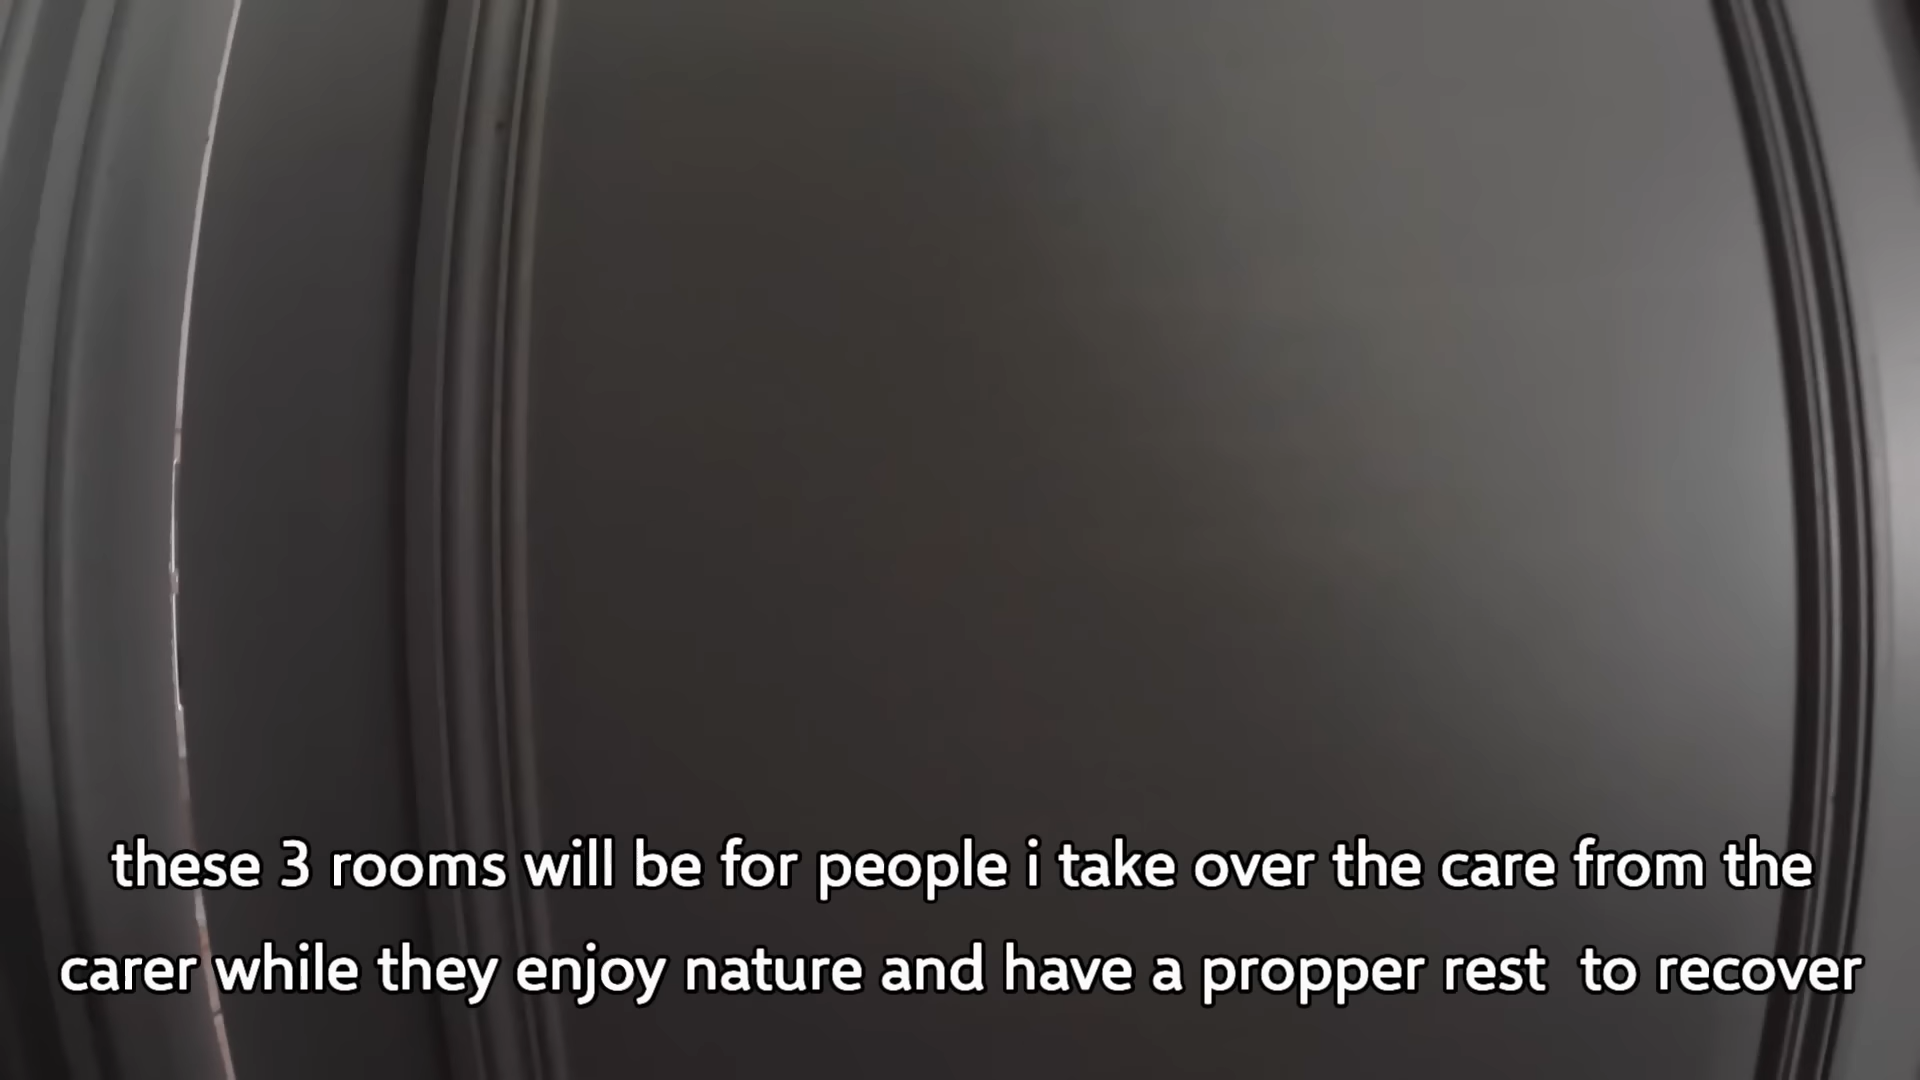 these 3 rooms will be for people i take over the care from the
carer while they enjoy nature and have a propper rest  to recover